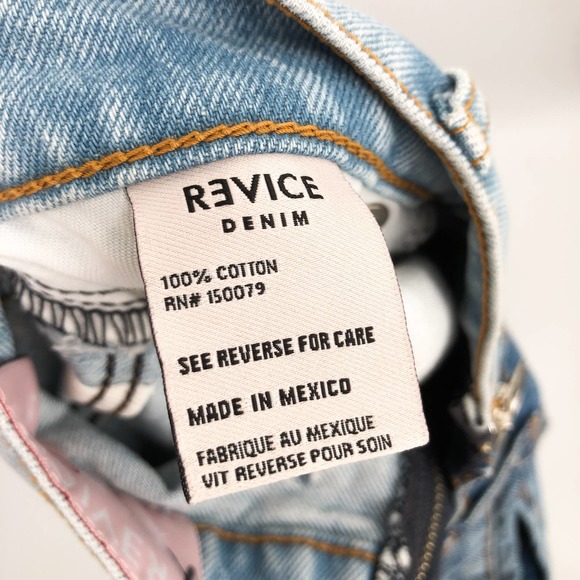 RƎVICE
DENIM
100% COTTON
RN# 150079
SEE REVERSE FOR CARE
MADE IN MEXICO
FABRIQUE AU MEXIQUE
VIT REVERSE POUR SOIN